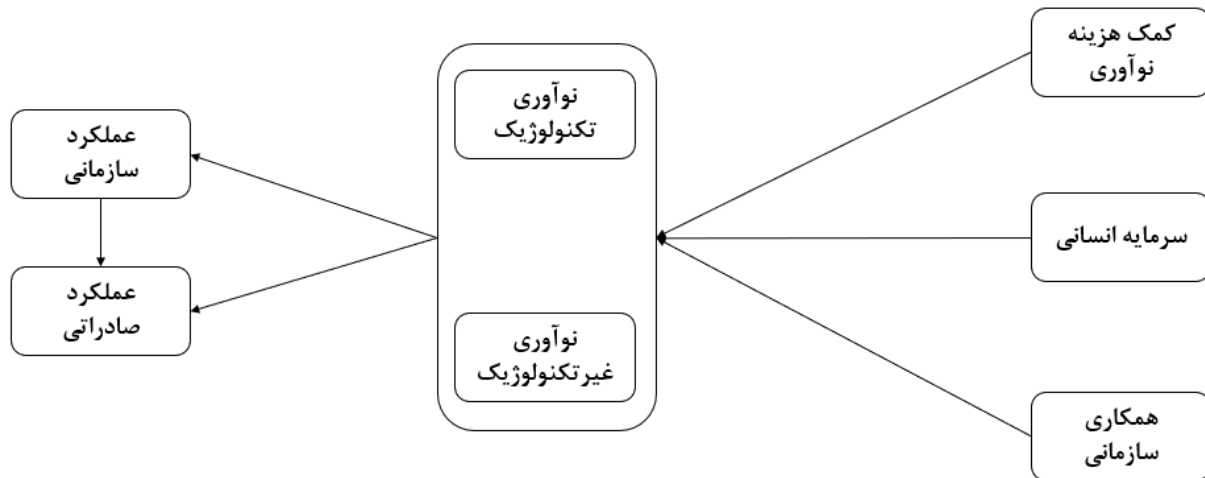 کمک هزینه
نوآوری
سرمایه انسانی
همکاری
سازمانی
نوآوری
تکنولوژیک
نوآوری
غیرتکنولوژیک
عملکرد
سازمانی
عملکرد
صادراتی